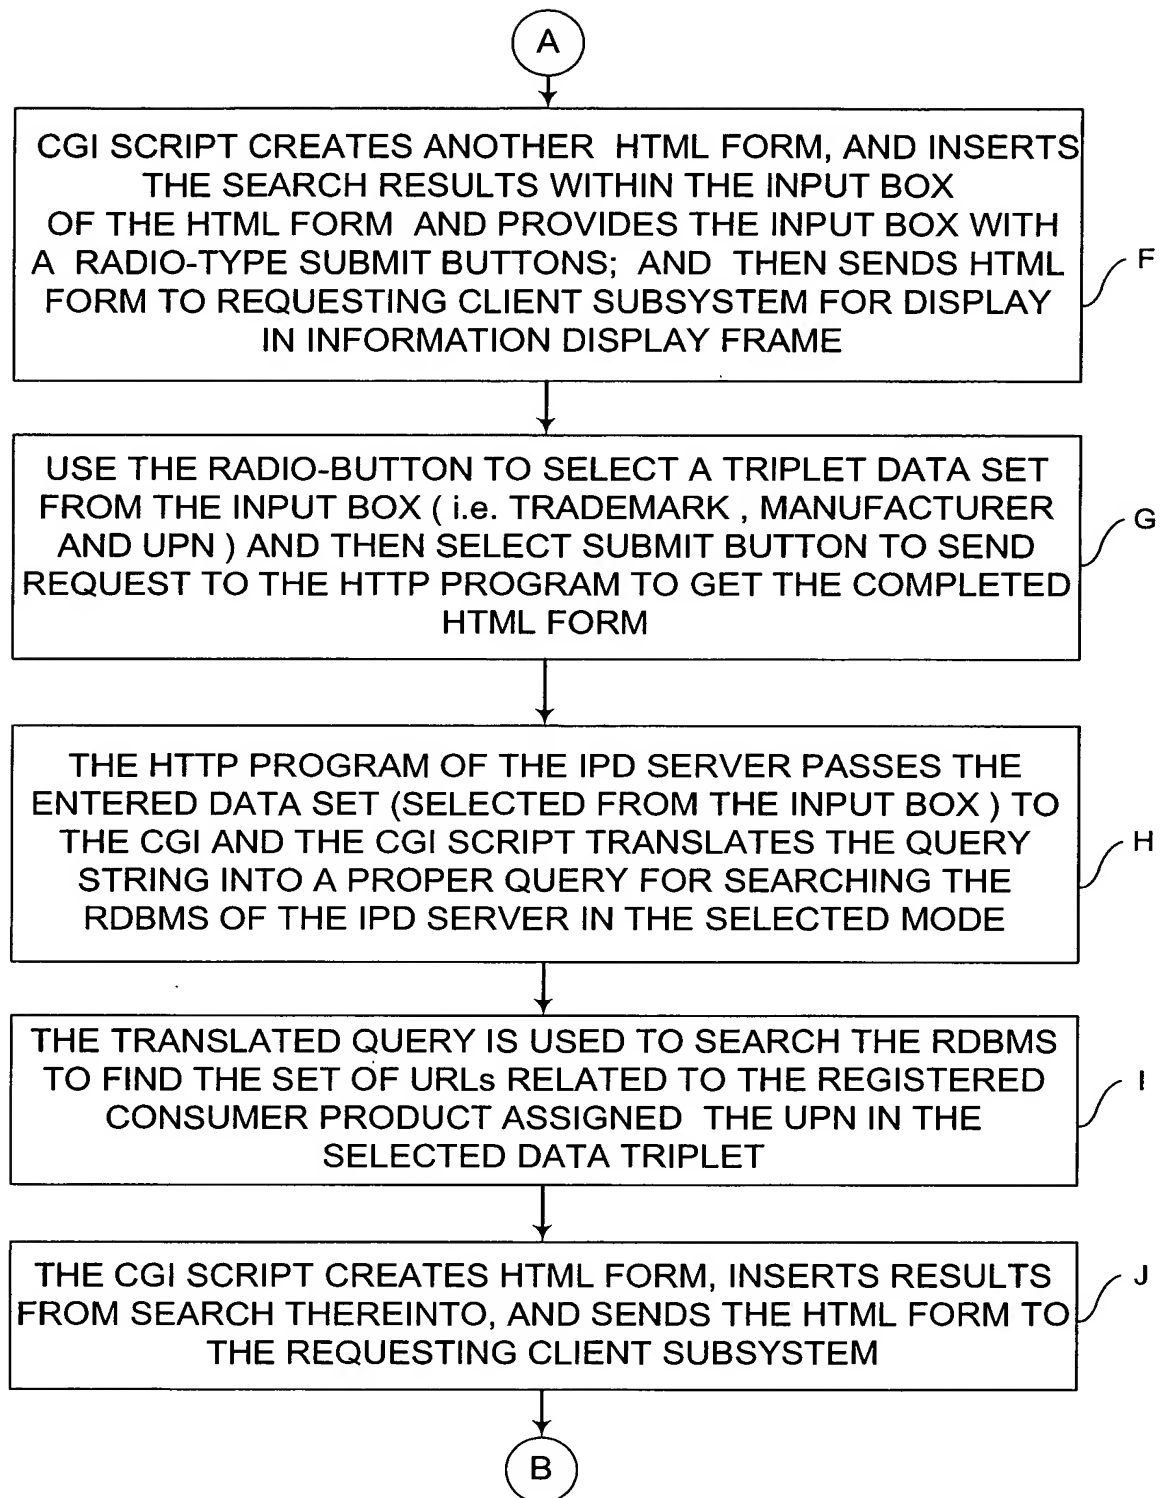 A
CGI SCRIPT CREATES ANOTHER HTML FORM, AND INSERTS
THE SEARCH RESULTS WITHIN THE INPUT BOX
OF THE HTML FORM AND PROVIDES THE INPUT BOX WITH
A RADIO-TYPE SUBMIT BUTTONS; AND THEN SENDS HTML
FORM TO REQUESTING CLIENT SUBSYSTEM FOR DISPLAY
IN INFORMATION DISPLAY FRAME
F
USE THE RADIO-BUTTON TO SELECT A TRIPLET DATA SET
FROM THE INPUT BOX ( i.e. TRADEMARK , MANUFACTURER
AND UPN ) AND THEN SELECT SUBMIT BUTTON TO SEND
REQUEST TO THE HTTP PROGRAM TO GET THE COMPLETED
HTML FORM
G
THE HTTP PROGRAM OF THE IPD SERVER PASSES THE
ENTERED DATA SET (SELECTED FROM THE INPUT BOX ) TO
THE CGI AND THE CGI SCRIPT TRANSLATES THE QUERY
STRING INTO A PROPER QUERY FOR SEARCHING THE
RDBMS OF THE IPD SERVER IN THE SELECTED MODE
H
THE TRANSLATED QUERY IS USED TO SEARCH THE RDBMS
TO FIND THE SET OF URLs RELATED TO THE REGISTERED
CONSUMER PRODUCT ASSIGNED THE UPN IN THE
SELECTED DATA TRIPLET
I
THE CGI SCRIPT CREATES HTML FORM, INSERTS RESULTS
FROM SEARCH THEREINTO, AND SENDS THE HTML FORM TO
THE REQUESTING CLIENT SUBSYSTEM
J
B